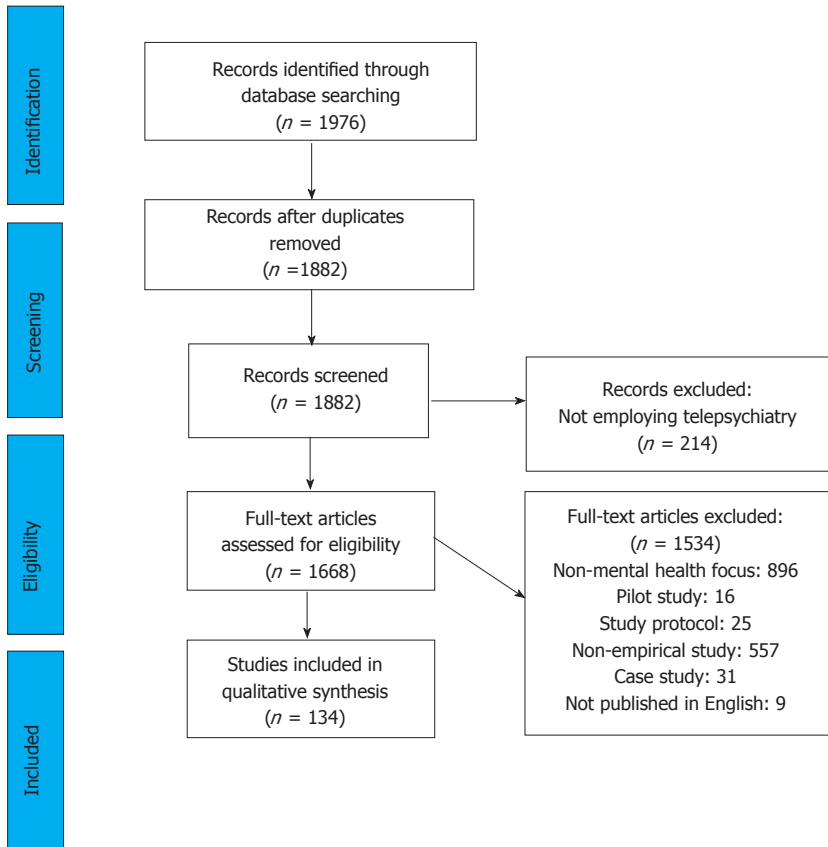 Identification
Records identified through
database searching
(n = 1976)
Records after duplicates
removed
(n =1882)
Screening
Records screened
(n = 1882)
Records excluded:
Not employing telepsychiatry
(n = 214)
Eligibility
Full-text articles
assessed for eligibility
(n = 1668)
Full-text articles excluded:
(n = 1534)
Non-mental health focus: 896
Pilot study: 16
Study protocol: 25
Non-empirical study: 557
Case study: 31
Not published in English: 9
Included
Studies included in
qualitative synthesis
(n = 134)